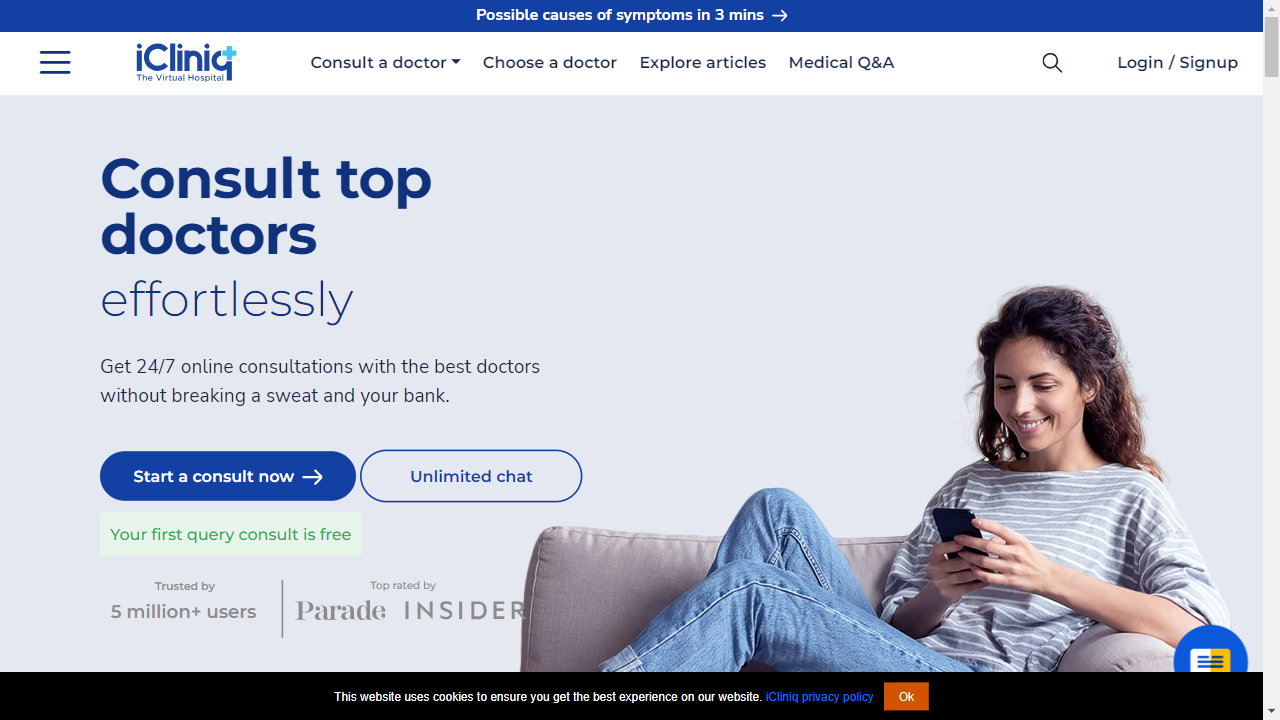 Possible causes of symptoms in 3 mins
iCliniq
The Virtual Hospital
Consult a doctor
Choose a doctor
Explore articles
Medical Q&A
Login / Signup
Consult top
doctors
effortlessly
Get 24/7 online consultations with the best doctors
without breaking a sweat and your bank.
Start a consult now
Unlimited chat
Your first query consult is free
Trusted by
5 million+ users
Top rated by
Parade INSIDER
This website uses cookies to ensure you get the best experience on our website. iCliniq privacy policy
Ok